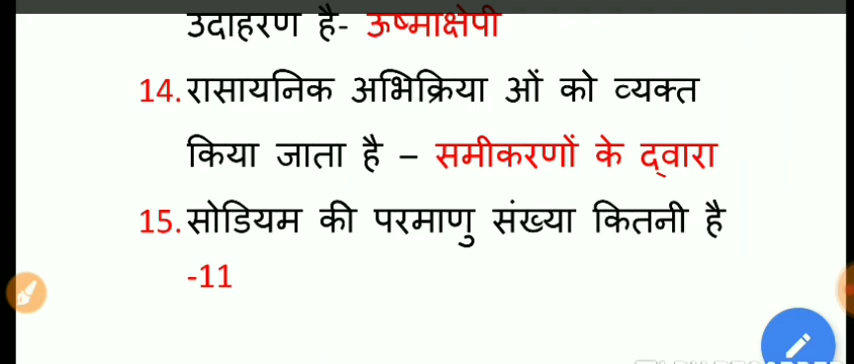 उदाहरण है- ऊष्माक्षेपी
14. रासायनिक अभिक्रिया ओं को व्यक्त
किया जाता है – समीकरणों के द्वारा
15. सोडियम की परमाणु संख्या कितनी है
-11